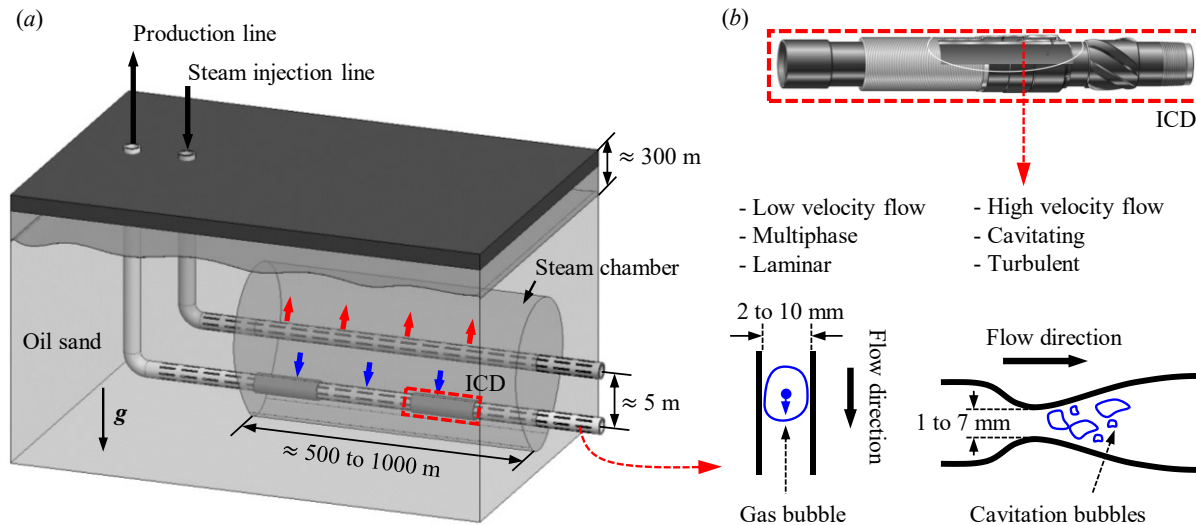 (a)
Production line
Steam injection line
≈ 300 m
Steam chamber
Oil sand
ICD
≈ 5 m
g
≈ 500 to 1000 m
(b)
ICD
- Low velocity flow
- Multiphase
- Laminar
- High velocity flow
- Cavitating
- Turbulent
2 to 10 mm
Flow direction
Gas bubble
Flow direction
1 to 7 mm
Cavitation bubbles